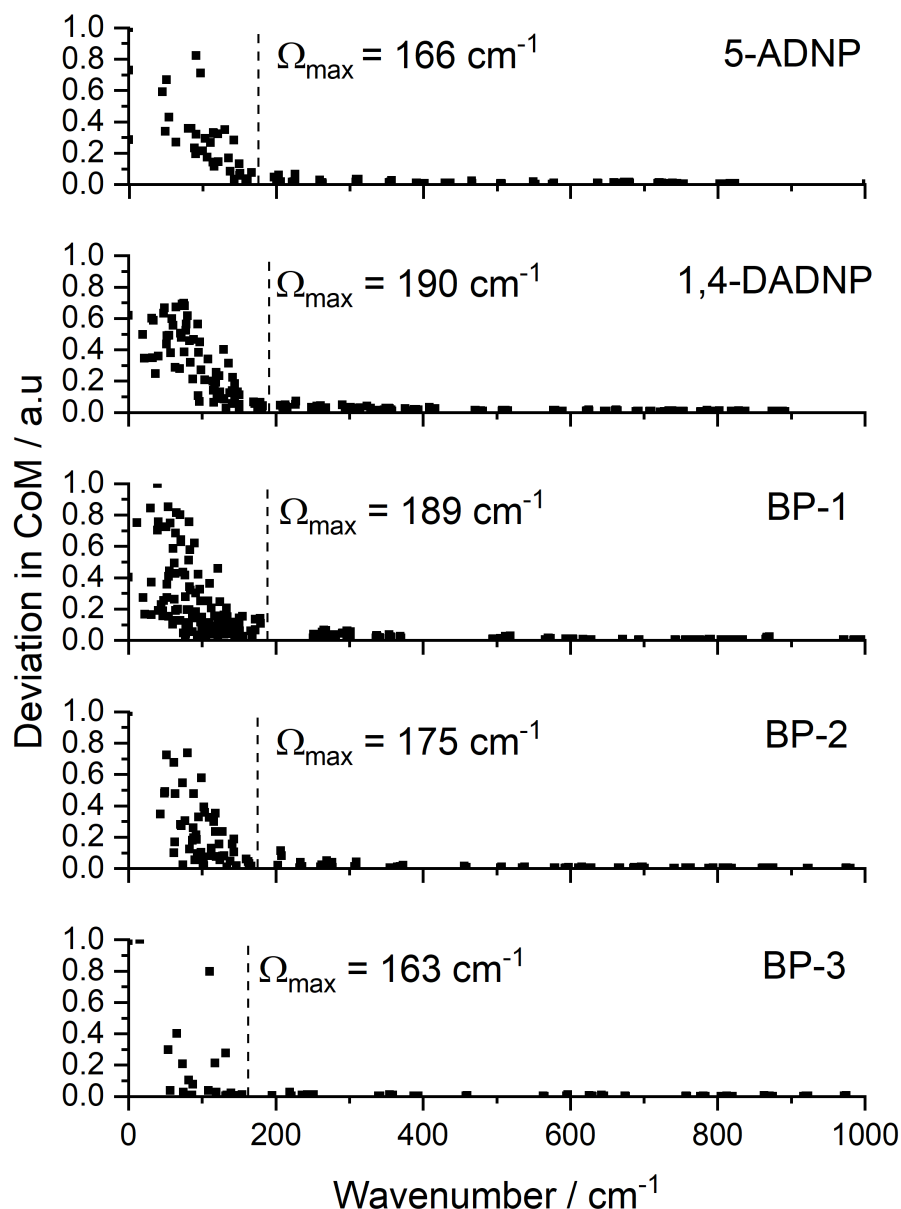 1.0
0.8
0.6
0.4
0.2
0.0
Ωmax = 166 cm-1
5-ADNP
1.0
0.8
0.6
0.4
0.2
0.0
Ωmax = 190 cm-1
1,4-DADNP
1.0
0.8
0.6
0.4
0.2
0.0
Ωmax = 189 cm-1
BP-1
1.0
0.8
0.6
0.4
0.2
0.0
Ωmax = 175 cm-1
BP-2
1.0
0.8
0.6
0.4
0.2
0.0
Ωmax = 163 cm-1
BP-3
0 200 400 600 800 1000
Deviation in CoM / a.u
Wavenumber / cm-1